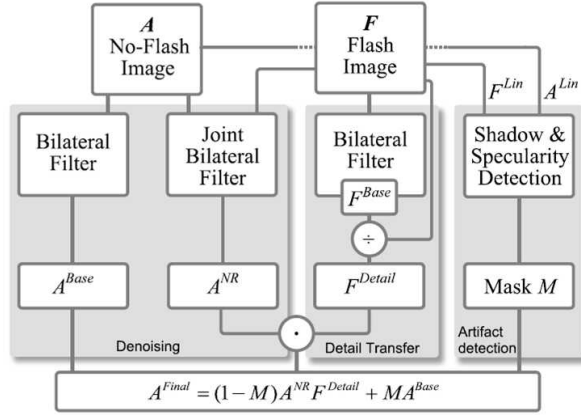 A
No-Flash
Image
F
Flash
Image
F^Lin
A^Lin
Bilateral
Filter
Joint
Bilateral
Filter
Bilateral
Filter
F^Base
÷
Shadow &
Specularity
Detection
A^Base
A^NR
F^Detail
Mask M
·
Denoising
Detail Transfer
Artifact
detection
A^Final = (1−M)A^NR F^Detail + MA^Base